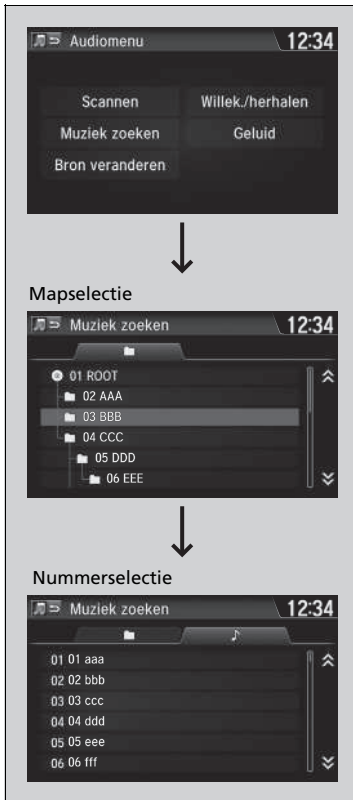 Audiomenu 12:34
Scannen Willek./herhalen
Muziek zoeken Geluid
Bron veranderen
Mapselectie
Muziek zoeken 12:34
01 ROOT
02 AAA
03 BBB
04 CCC
05 DDD
06 EEE
Nummerselectie
Muziek zoeken 12:34
01 01 aaa
02 02 bbb
03 03 ccc
04 04 ddd
05 05 eee
06 06 fff